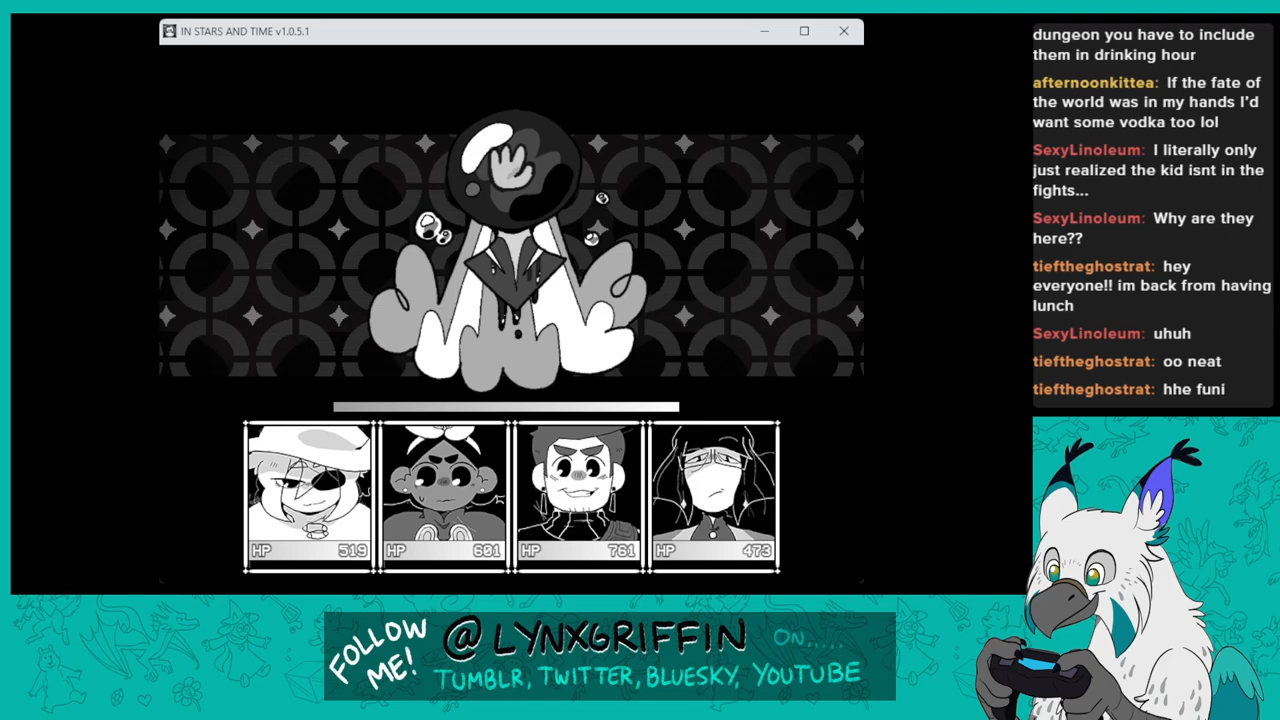 IN STARS AND TIME v1.0.5.1
dungeon you have to include
them in drinking hour
afternoonkittea: If the fate of
the world was in my hands I'd
want some vodka too lol
SexyLinoleum: I literally only
just realized the kid isnt in the
fights...
SexyLinoleum: Why are they
here??
tieftheghostrat: hey
everyone!! im back from having
lunch
SexyLinoleum: uhuh
tieftheghostrat: oo neat
tieftheghostrat: hhe funi
HP 519
HP 601
HP 781
HP 473
FOLLOW
ME!
@LYNXGRIFFIN ON.....
TUMBLR, TWITTER, BLUESKY, YOUTUBE